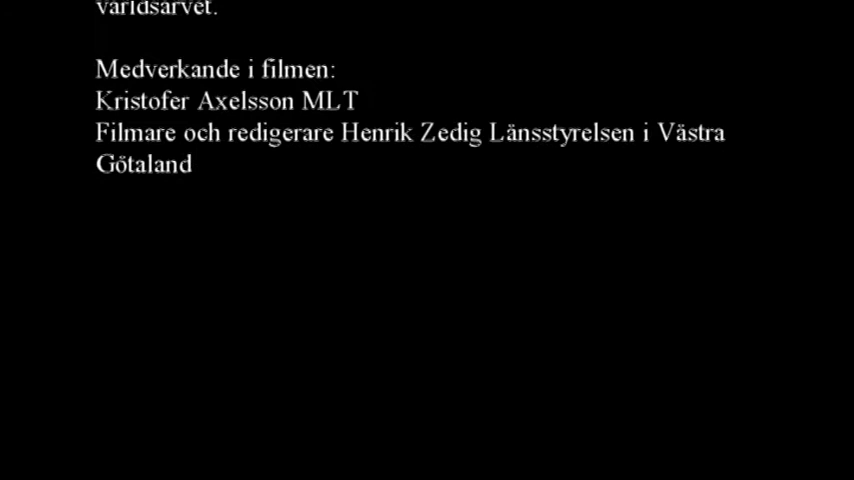 världsarvet.
Medverkande i filmen:
Kristofer Axelsson MLT
Filmare och redigerare Henrik Zedig Länsstyrelsen i Västra
Götaland